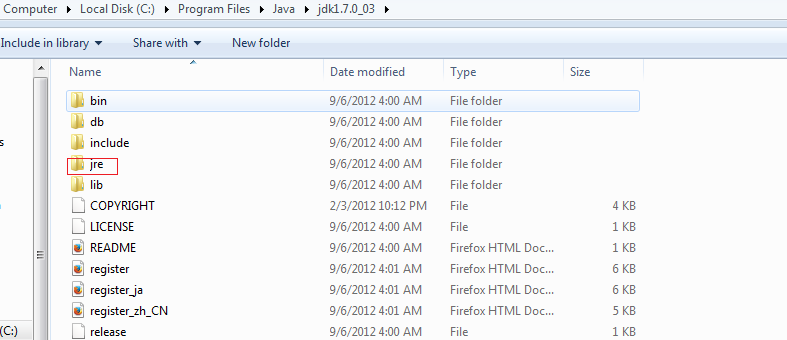 Computer ▸ Local Disk (C:) ▸ Program Files ▸ Java ▸ jdk1.7.0_03 ▸
Include in library Share with New folder
Name Date modified Type Size
bin 9/6/2012 4:00 AM File folder
db 9/6/2012 4:00 AM File folder
include 9/6/2012 4:00 AM File folder
jre 9/6/2012 4:00 AM File folder
lib 9/6/2012 4:00 AM File folder
COPYRIGHT 2/3/2012 10:12 PM File 4 KB
LICENSE 9/6/2012 4:00 AM File 1 KB
README 9/6/2012 4:00 AM Firefox HTML Doc... 1 KB
register 9/6/2012 4:01 AM Firefox HTML Doc... 6 KB
register_ja 9/6/2012 4:01 AM Firefox HTML Doc... 6 KB
register_zh_CN 9/6/2012 4:01 AM Firefox HTML Doc... 5 KB
(C:) release 9/6/2012 4:00 AM File 1 KB